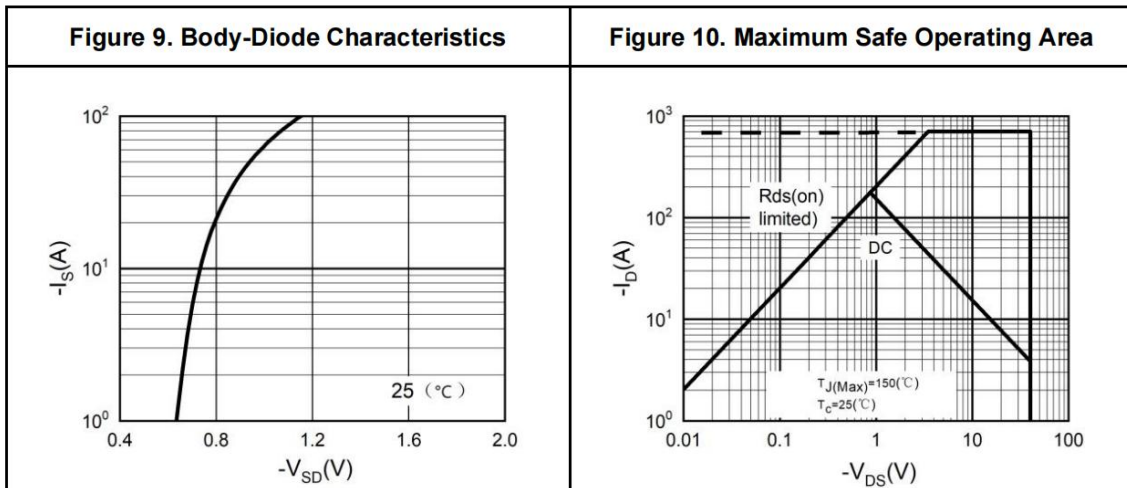 Figure 9. Body-Diode Characteristics
Figure 10. Maximum Safe Operating Area
10²
10¹
10⁰
-I_S(A)
25 (℃)
0.4 0.8 1.2 1.6 2.0
-V_SD(V)
10³
10²
10¹
10⁰
-I_D(A)
Rds(on)
limited)
DC
T_J(Max)=150(℃)
T_c=25(℃)
0.01 0.1 1 10 100
-V_DS(V)